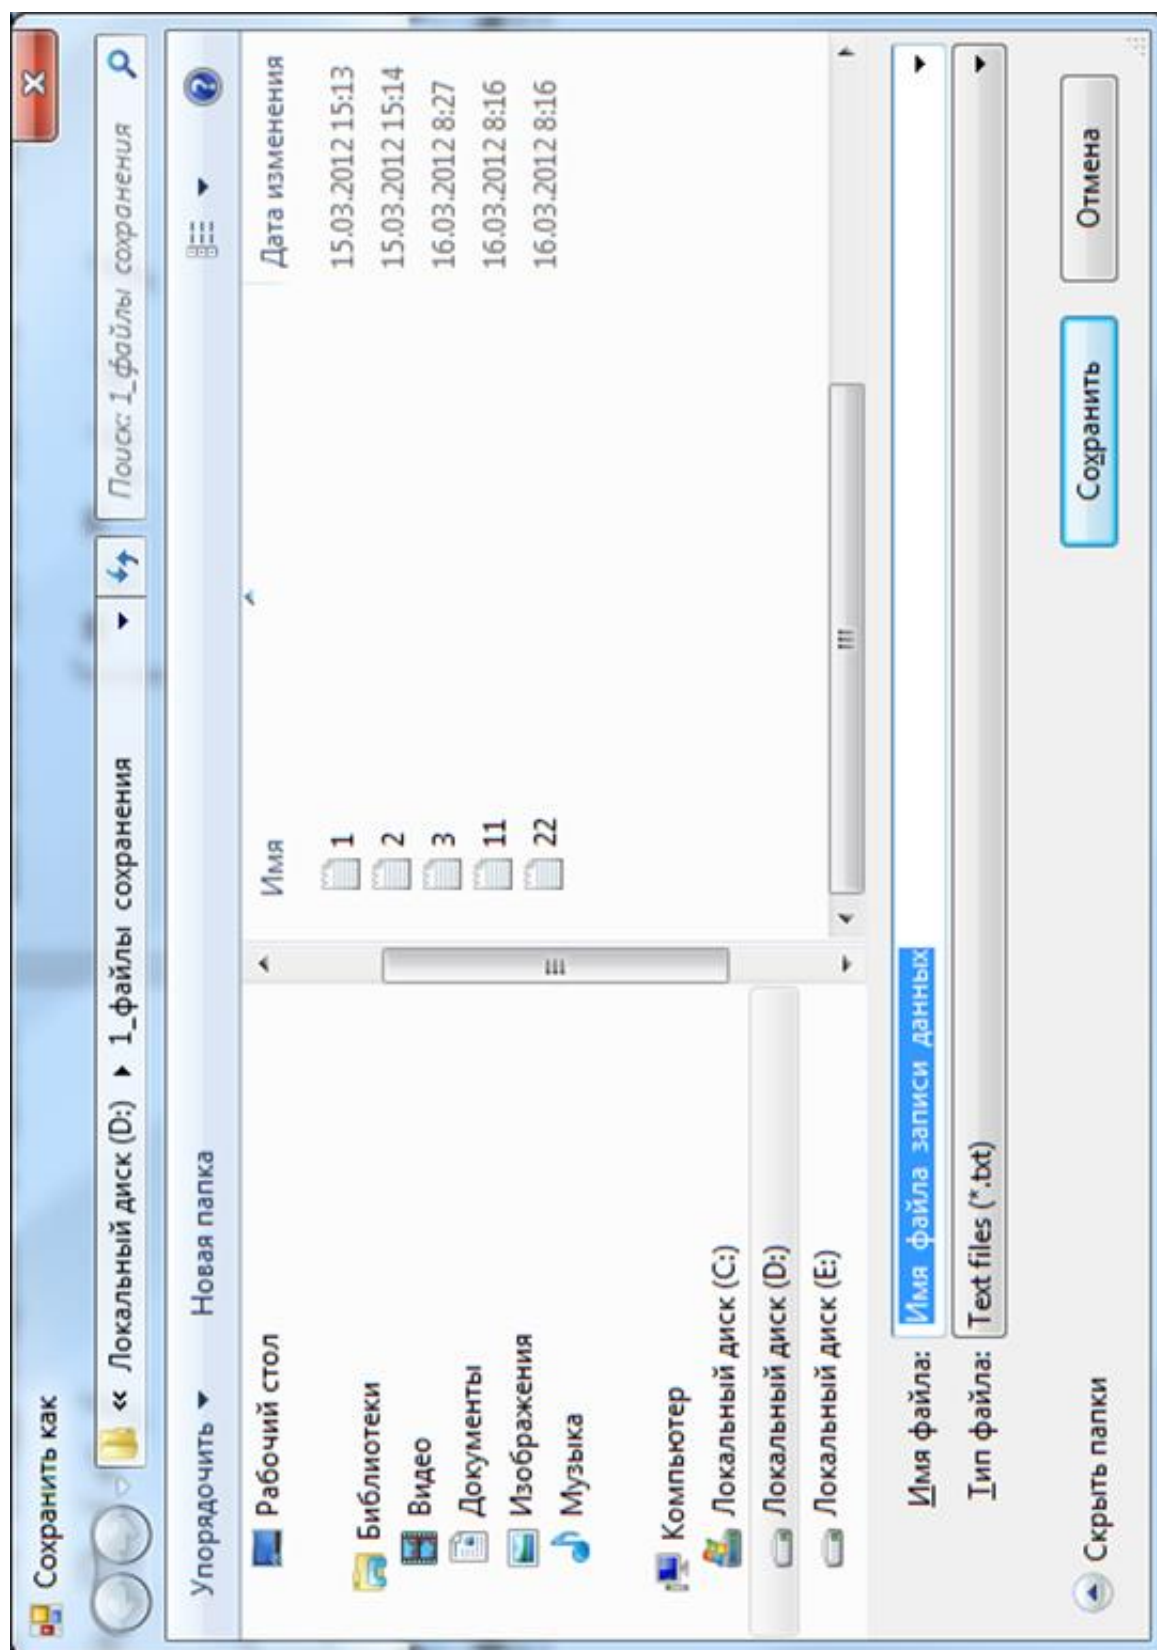 Сохранить как
« Локальный диск (D:) ▸ 1_файлы сохранения
Поиск: 1_файлы сохранения
Упорядочить ▼ Новая папка
Рабочий стол
Библиотеки
Видео
Документы
Изображения
Музыка
Компьютер
Локальный диск (C:)
Локальный диск (D:)
Локальный диск (E:)
Имя Дата изменения
1 15.03.2012 15:13
2 15.03.2012 15:14
3 16.03.2012 8:27
11 16.03.2012 8:16
22 16.03.2012 8:16
Имя файла: Имя файла записи данных
Тип файла: Text files (*.txt)
Скрыть папки
Сохранить
Отмена